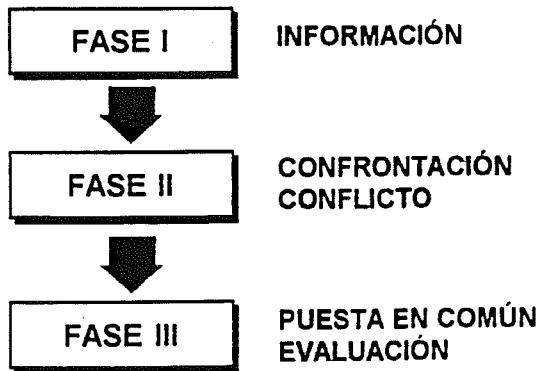 FASE I
INFORMACIÓN
FASE II
CONFRONTACIÓN
CONFLICTO
FASE III
PUESTA EN COMÚN
EVALUACIÓN